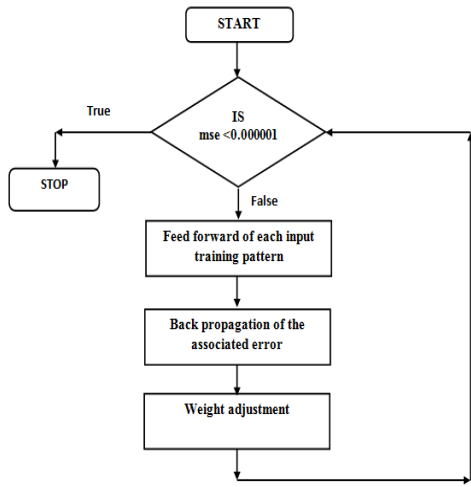 START
IS
mse <0.000001
True
STOP
False
Feed forward of each input
training pattern
Back propagation of the
associated error
Weight adjustment